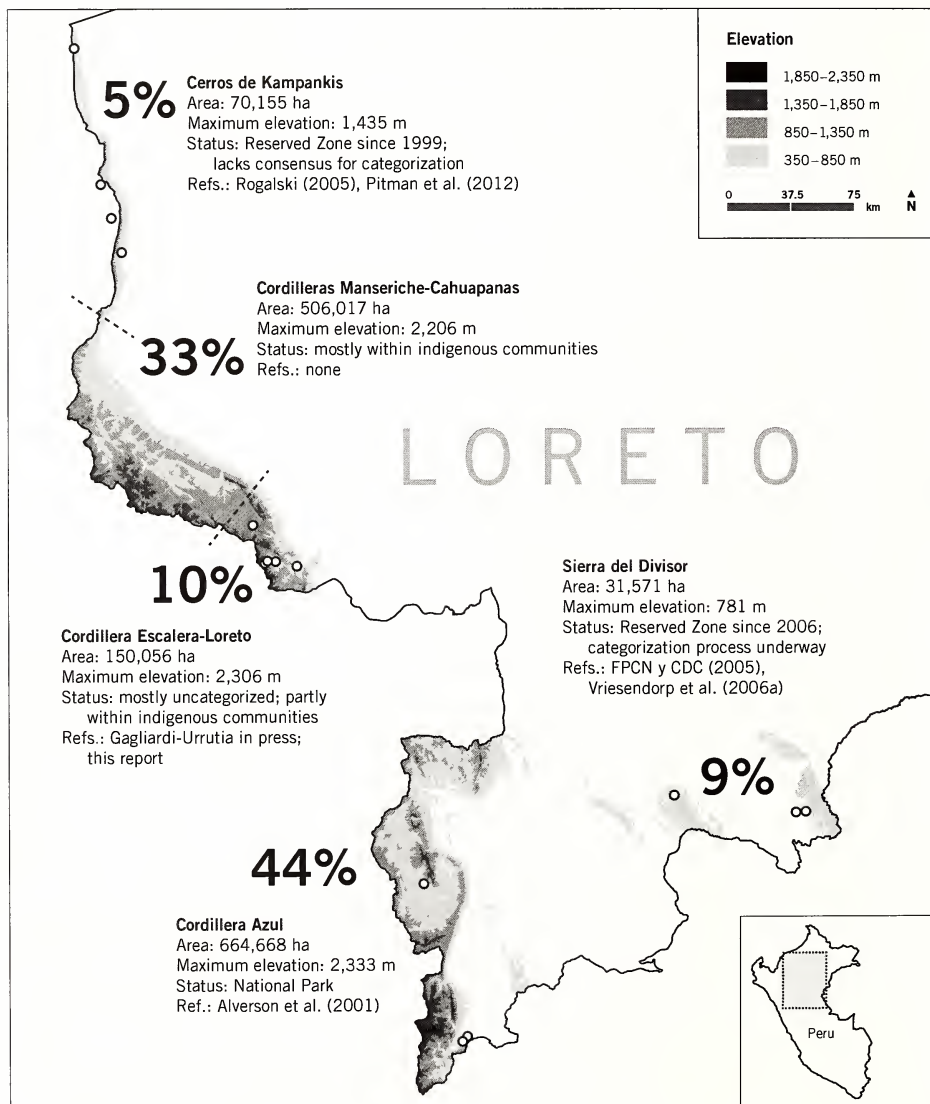 5%
Cerros de Kampankis
Area: 70,155 ha
Maximum elevation: 1,435 m
Status: Reserved Zone since 1999;
lacks consensus for categorization
Refs.: Rogalski (2005), Pitman et al. (2012)
Elevation
1,850–2,350 m
1,350–1,850 m
850–1,350 m
350–850 m
0 37.5 75
km N
33%
Cordilleras Manseriche-Cahuapanas
Area: 506,017 ha
Maximum elevation: 2,206 m
Status: mostly within indigenous communities
Refs.: none
LORETO
10%
Cordillera Escalera-Loreto
Area: 150,056 ha
Maximum elevation: 2,306 m
Status: mostly uncategorized; partly
within indigenous communities
Refs.: Gagliardi-Urrutia in press;
this report
Sierra del Divisor
Area: 31,571 ha
Maximum elevation: 781 m
Status: Reserved Zone since 2006;
categorization process underway
Refs.: FPCN y CDC (2005),
Vriesendorp et al. (2006a)
9%
44%
Cordillera Azul
Area: 664,668 ha
Maximum elevation: 2,333 m
Status: National Park
Ref.: Alverson et al. (2001)
Peru